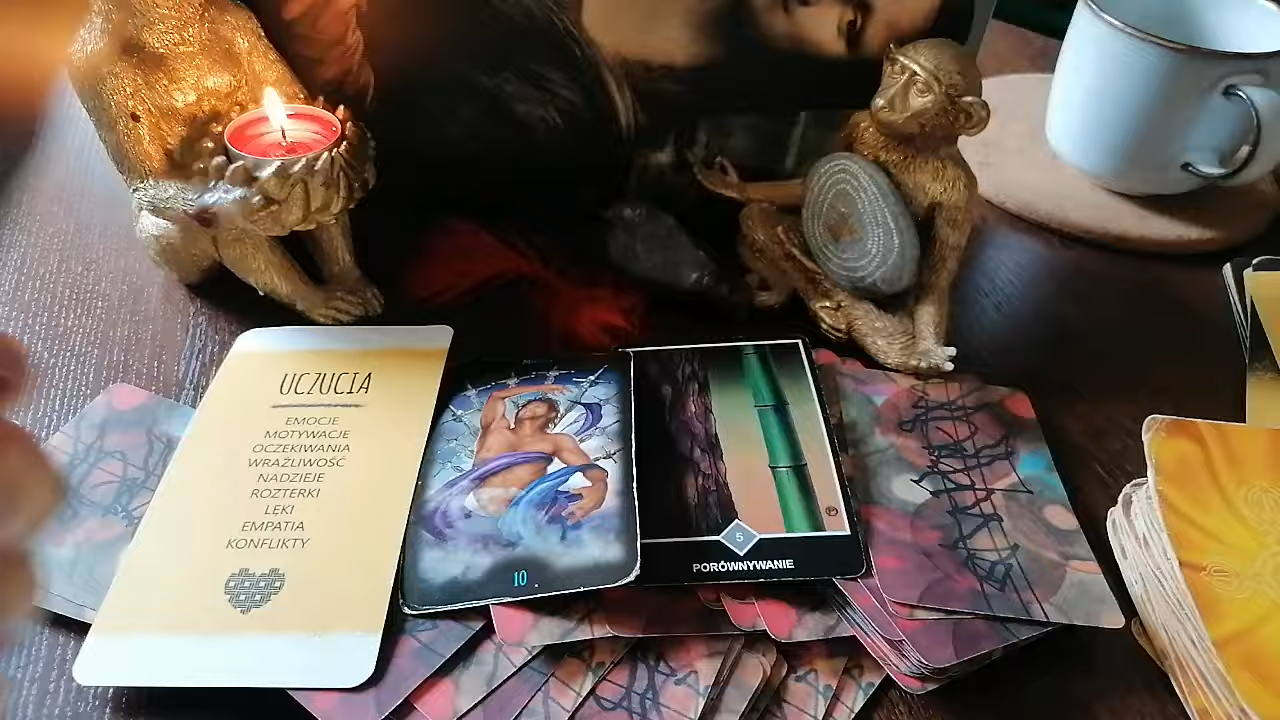 UCZUCIA
EMOCJE
MOTYWACJE
OCZEKIWANIA
WRAŻLIWOŚĆ
NADZIEJE
ROZTERKI
LĘKI
EMPATIA
KONFLIKTY
10
5
PORÓWNYWANIE